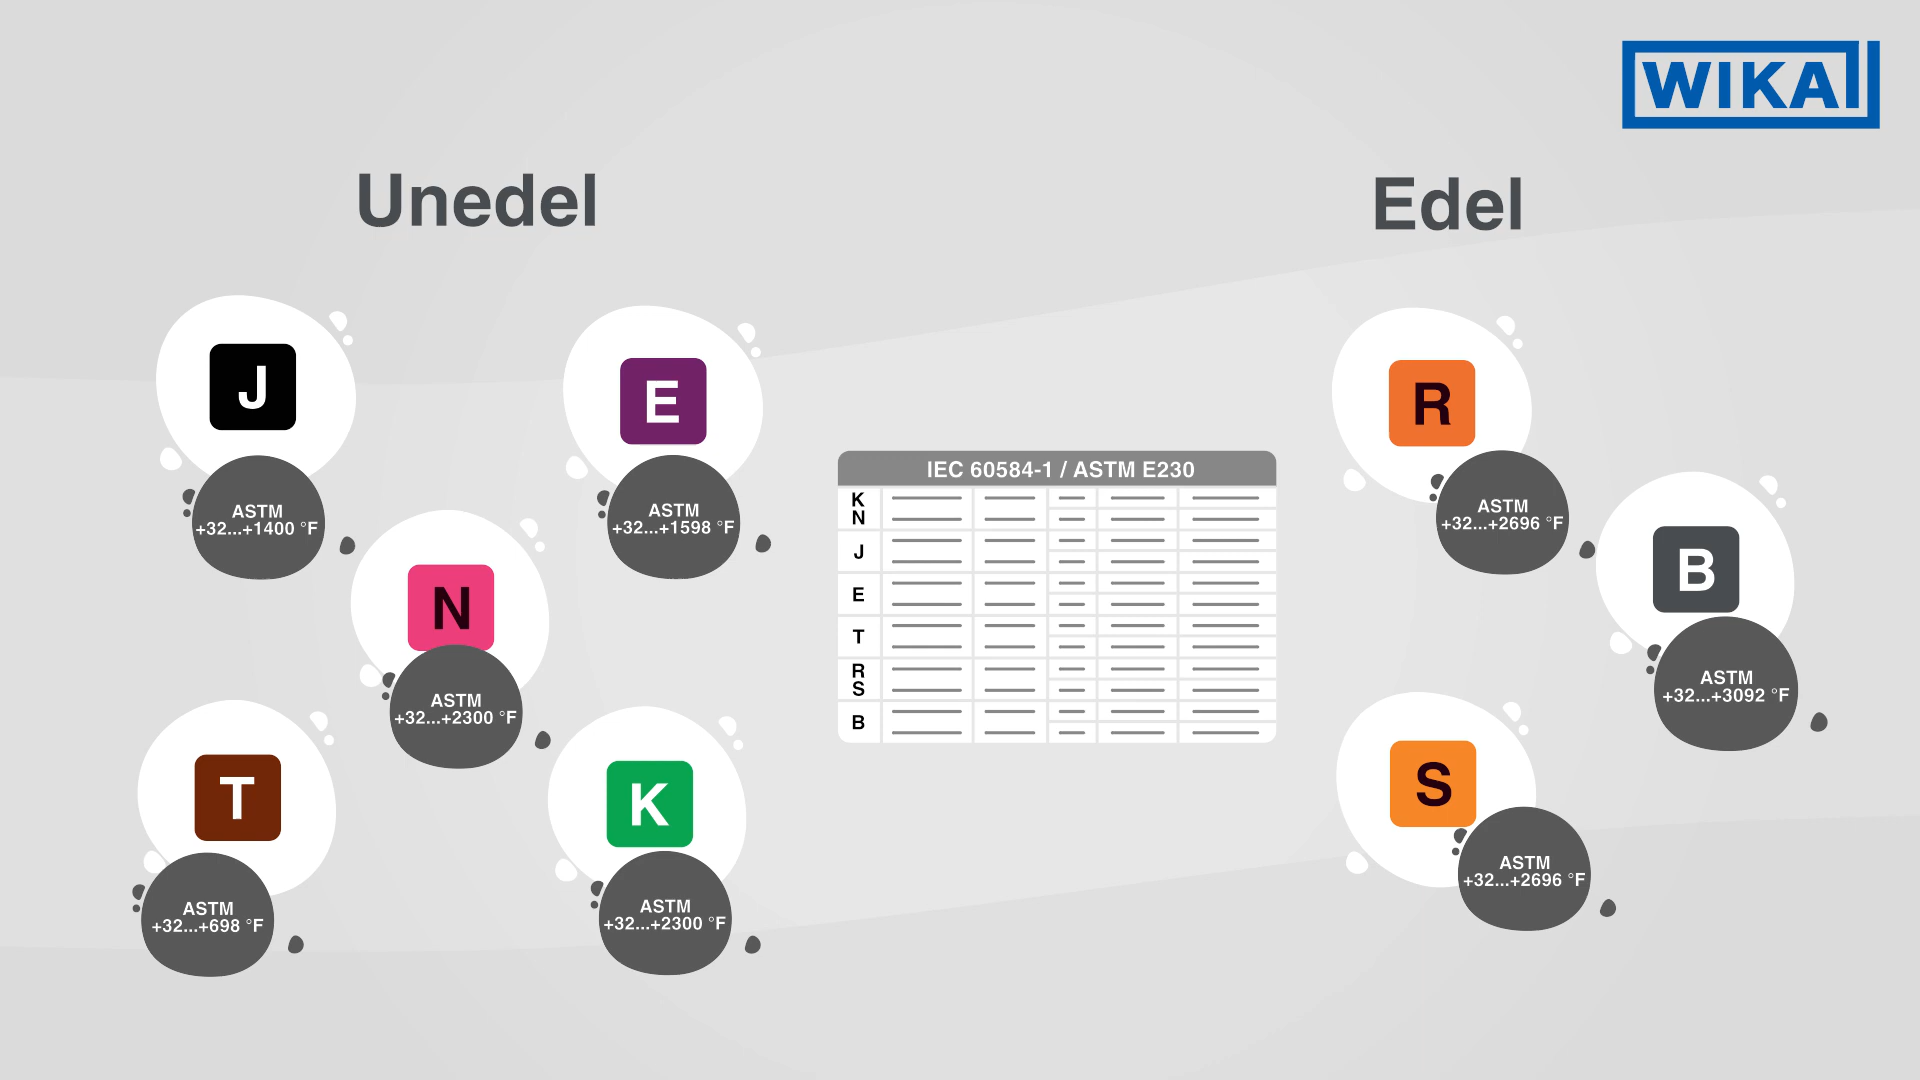 WIKA
Unedel
Edel
J
ASTM
+32...+1400 °F
E
ASTM
+32...+1598 °F
N
ASTM
+32...+2300 °F
T
ASTM
+32...+698 °F
K
ASTM
+32...+2300 °F
IEC 60584-1 / ASTM E230
K
N
J
E
T
R
S
B
R
ASTM
+32...+2696 °F
B
ASTM
+32...+3092 °F
S
ASTM
+32...+2696 °F